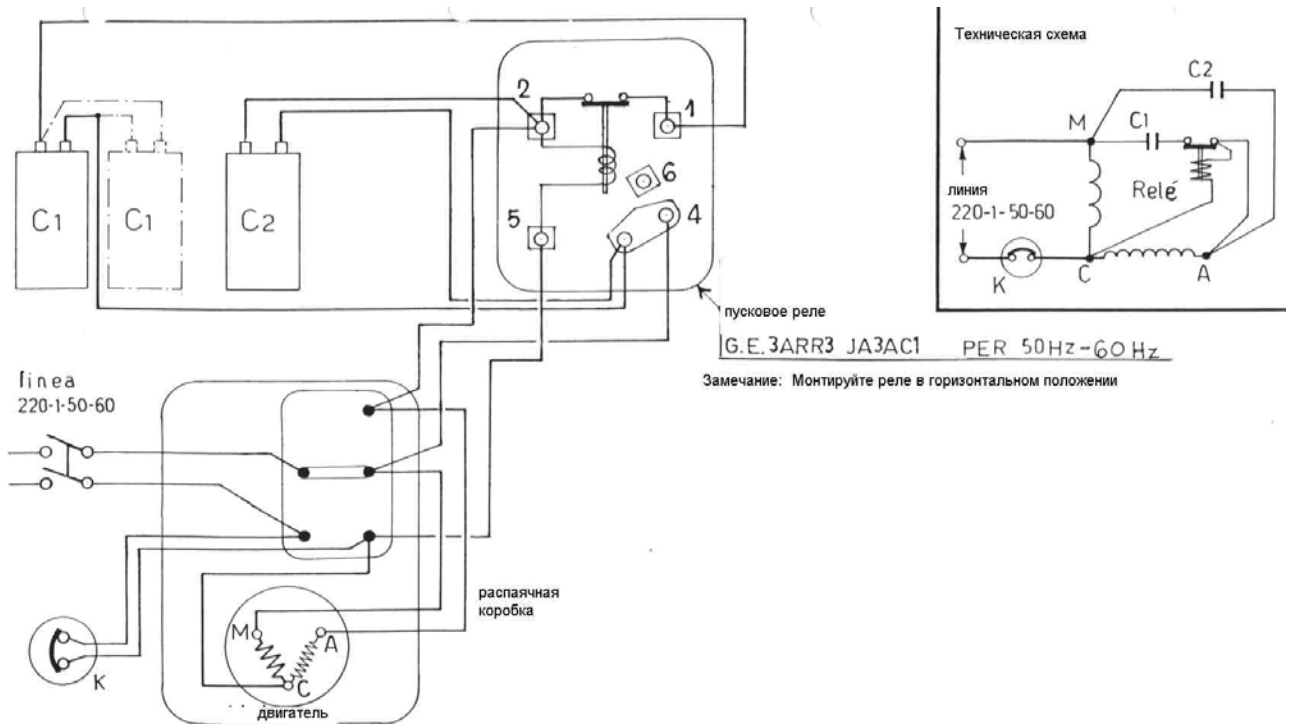 2
1
6
5
4
C1
C1
C2
пусковое реле
G.E.3ARR3 JA3AC1 PER 50Hz-60Hz
Замечание: Монтируйте реле в горизонтальном положении
Техническая схема
C2
M
C1
линия
220-1-50-60
Relé
K
C
A
linea
220-1-50-60
распаячная
коробка
M
A
C
K
двигатель